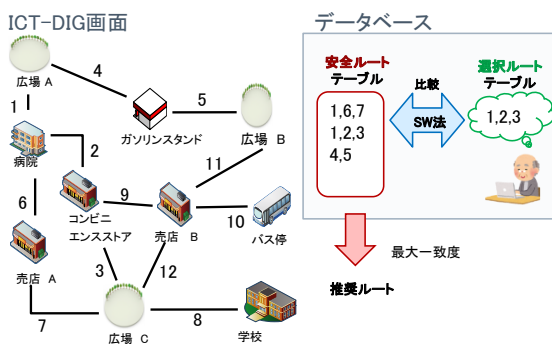 ICT-DIG画面
広場 A
4
1
ガソリンスタンド
5
広場 B
病院
2
11
6
コンビニ
エンスストア
9
売店 B
10
バス停
売店 A
3
12
7
広場 C
8
学校
データベース
安全ルート
テーブル
1,6,7
1,2,3
4,5
比較
SW法
選択ルート
テーブル
1,2,3
最大一致度
推奨ルート